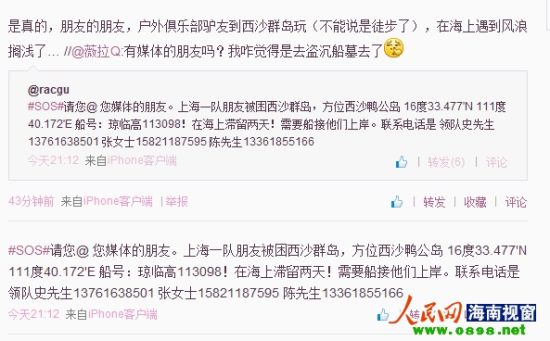 是真的，朋友的朋友，户外俱乐部驴友到西沙群岛玩（不能说是徒步了），在海上遇到风浪
搁浅了… //@薇拉Q:有媒体的朋友吗？我咋觉得是去盗沉船墓去了
@racgu
#SOS#请您@ 您媒体的朋友。上海一队朋友被困西沙群岛，方位西沙鸭公岛 16度33.477'N 111度
40.172'E 船号：琼临高113098！在海上滞留两天！需要船接他们上岸。联系电话是 领队史先生
13761638501 张女士15821187595 陈先生13361855166
今天21:12 来自iPhone客户端 | 转发(6) | 评论
43分钟前 来自iPhone客户端 | 举报 | 转发 | 收藏 | 评论
#SOS#请您@ 您媒体的朋友。上海一队朋友被困西沙群岛，方位西沙鸭公岛 16度33.477'N
111度40.172'E 船号：琼临高113098！在海上滞留两天！需要船接他们上岸。联系电话是
领队史先生13761638501 张女士15821187595 陈先生13361855166
今天21:12 来自iPhone客户端
人民网 海南视窗
www.0898.net